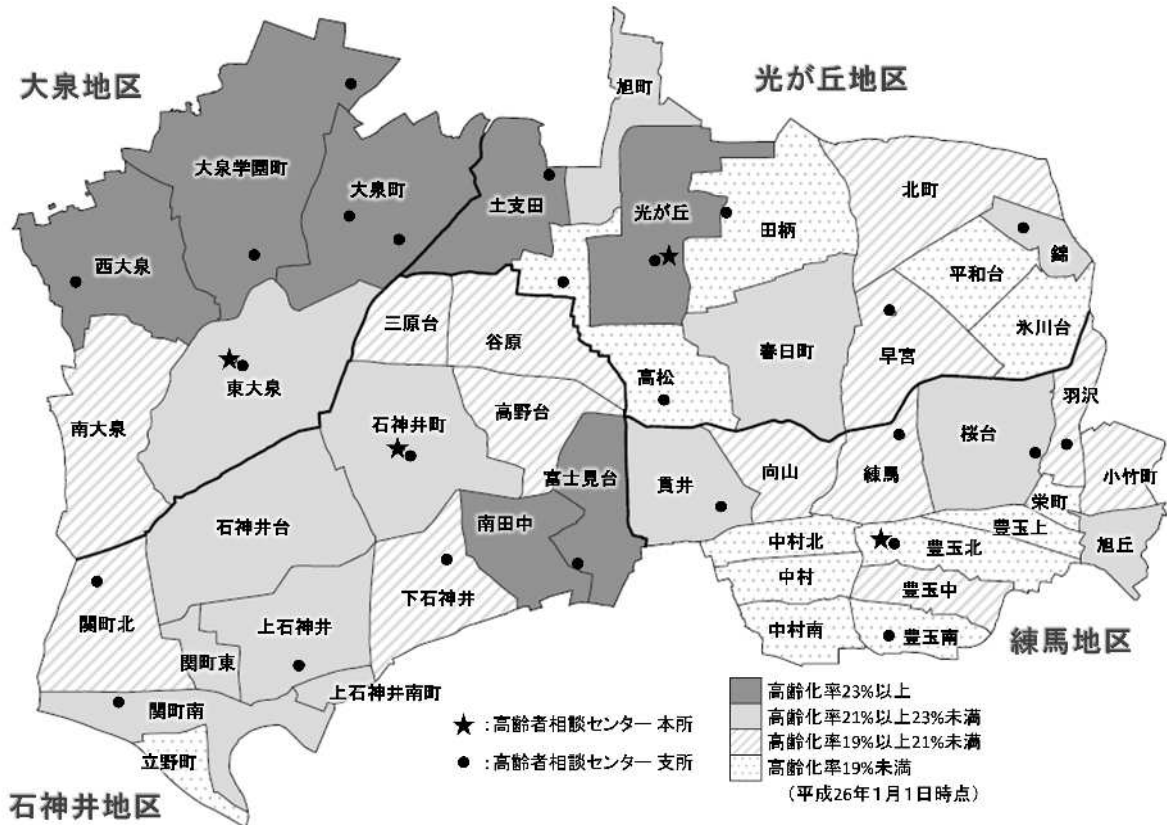 大泉地区
光が丘地区
旭町
大泉学園町
大泉町
土支田
光が丘
田柄
北町
錦
平和台
氷川台
西大泉
三原台
谷原
春日町
早宮
高松
羽沢
東大泉
南大泉
石神井町
高野台
富士見台
貫井
向山
練馬
桜台
小竹町
栄町
石神井台
南田中
中村北
豊玉北
豊玉上
旭丘
下石神井
中村
豊玉中
関町北
上石神井
関町東
中村南
豊玉南
練馬地区
上石神井南町
関町南
立野町
石神井地区
★:高齢者相談センター本所
●:高齢者相談センター支所
高齢化率23%以上
高齢化率21%以上23%未満
高齢化率19%以上21%未満
高齢化率19%未満
(平成26年1月1日時点)